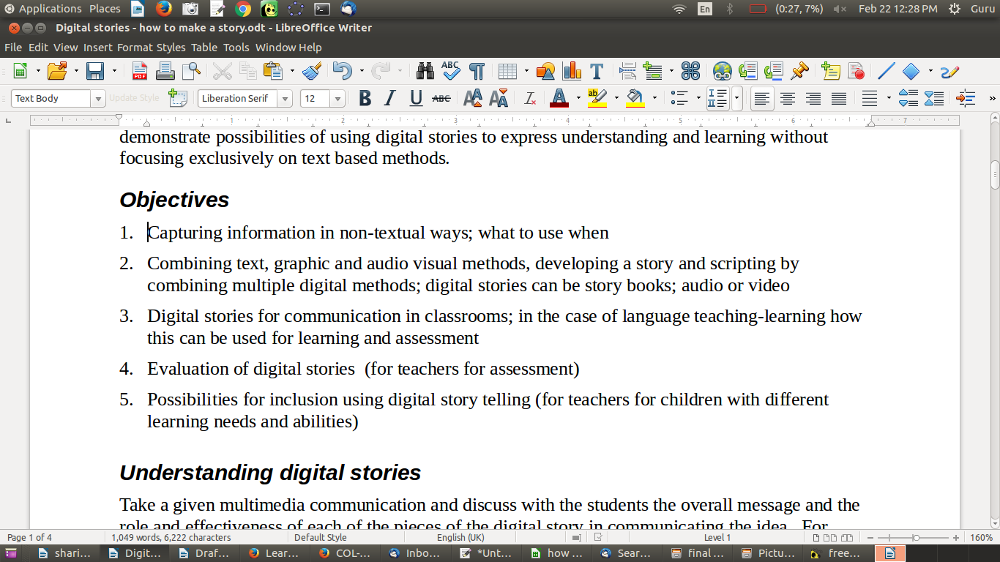 Applications Places En (0:27, 7%) Feb 22 12:28 PM Guru
Digital stories - how to make a story.odt - LibreOffice Writer
File Edit View Insert Format Styles Table Tools Window Help
Text Body Update Style Liberation Serif 12
1 2 3 4 5 6 7
demonstrate possibilities of using digital stories to express understanding and learning without
focusing exclusively on text based methods.
Objectives
1. Capturing information in non-textual ways; what to use when
2. Combining text, graphic and audio visual methods, developing a story and scripting by
combining multiple digital methods; digital stories can be story books; audio or video
3. Digital stories for communication in classrooms; in the case of language teaching-learning how
this can be used for learning and assessment
4. Evaluation of digital stories  (for teachers for assessment)
5. Possibilities for inclusion using digital story telling (for teachers for children with different
learning needs and abilities)
Understanding digital stories
Take a given multimedia communication and discuss with the students the overall message and the
role and effectiveness of each of the pieces of the digital story in communicating the idea.  For
Page 1 of 4 1,049 words, 6,222 characters Default Style English (UK) Level 1 160%
shari... Digit... Draf... Lear... COL-... Inbo... *Unt... how ... Sear... final ... Pictu... free...